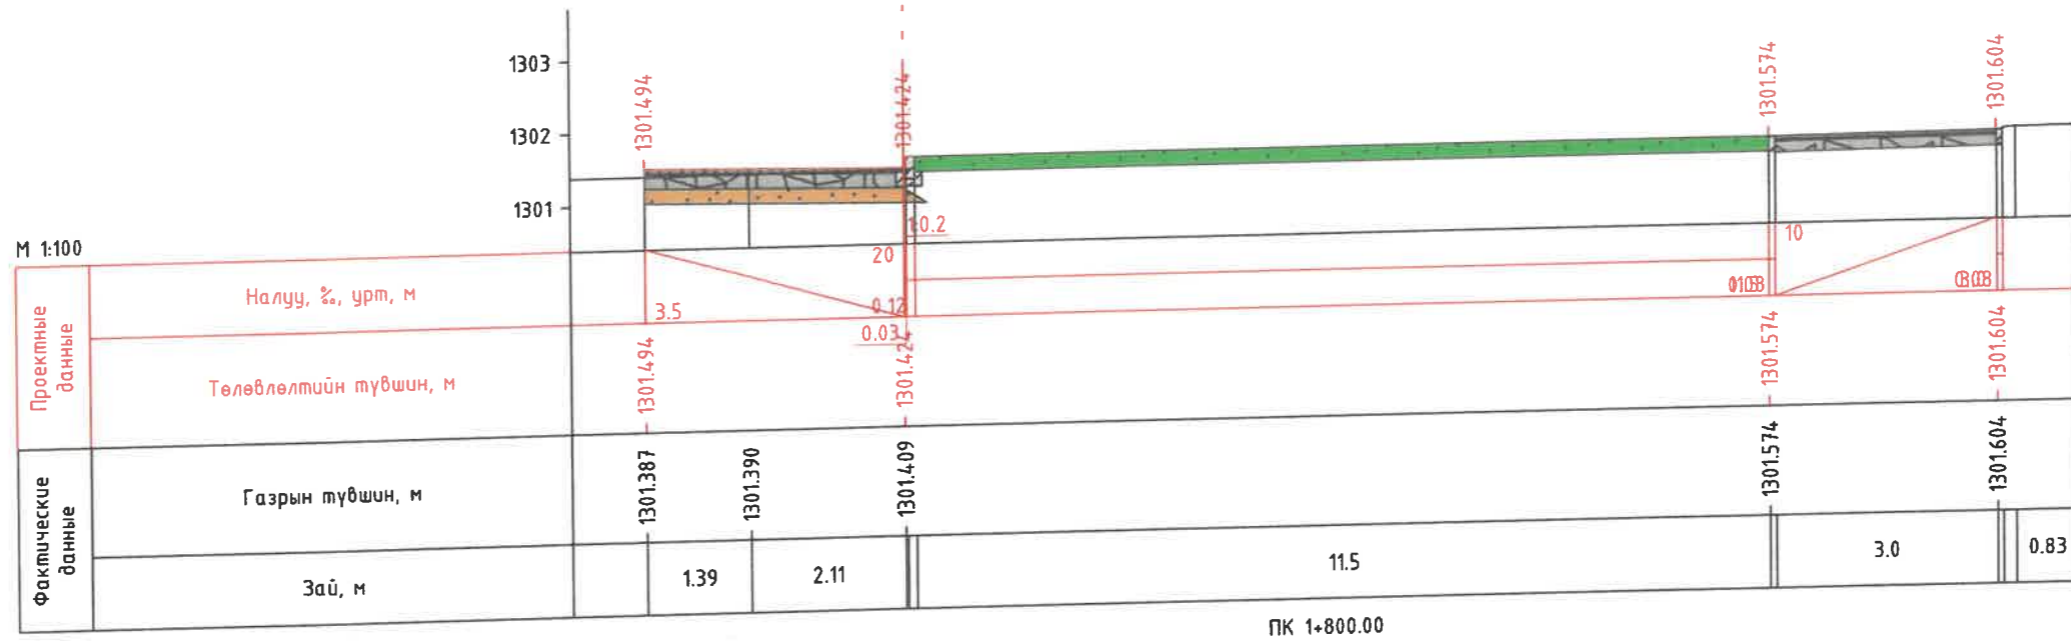 1303
1302
1301
1301.494
1301.424
1301.574
1301.604
М 1:100
Проектные
данные
Налуу, ‰, урт, м
3.5
20
0.12
0.03
1:0.2
10
Төлөвлөлтийн түвшин, м
1301.494
1301.424
1301.574
1301.604
Фактические
данные
Газрын түвшин, м
1301.387
1301.390
1301.409
1301.574
1301.604
Зай, м
1.39
2.11
11.5
3.0
0.83
ПК 1+800.00